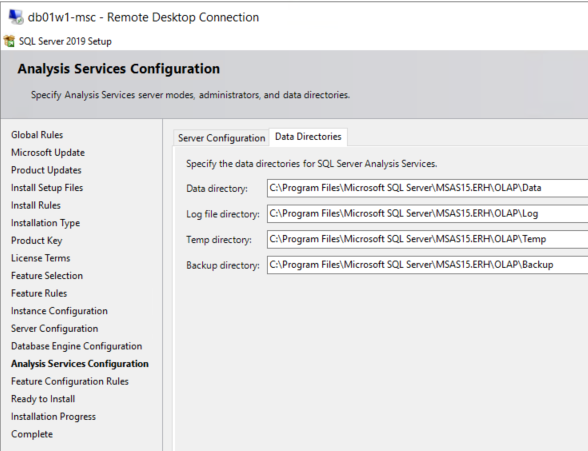 db01w1-msc - Remote Desktop Connection
SQL Server 2019 Setup
Analysis Services Configuration
Specify Analysis Services server modes, administrators, and data directories.
Global Rules
Microsoft Update
Product Updates
Install Setup Files
Install Rules
Installation Type
Product Key
License Terms
Feature Selection
Feature Rules
Instance Configuration
Server Configuration
Database Engine Configuration
Analysis Services Configuration
Feature Configuration Rules
Ready to Install
Installation Progress
Complete
Server Configuration Data Directories
Specify the data directories for SQL Server Analysis Services.
Data directory: C:\Program Files\Microsoft SQL Server\MSAS15.ERH\OLAP\Data
Log file directory: C:\Program Files\Microsoft SQL Server\MSAS15.ERH\OLAP\Log
Temp directory: C:\Program Files\Microsoft SQL Server\MSAS15.ERH\OLAP\Temp
Backup directory: C:\Program Files\Microsoft SQL Server\MSAS15.ERH\OLAP\Backup